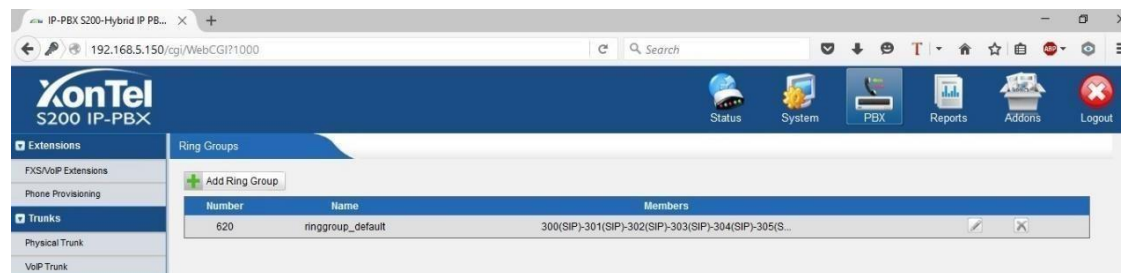 IP-PBX S200-Hybrid IP PB...
192.168.5.150/cgi/WebCGI?1000
Search
ABP
XonTel
S200 IP-PBX
Status System PBX Reports Addons Logout
Extensions
Ring Groups
FXS/VoIP Extensions
Add Ring Group
Phone Provisioning
Number Name Members
Trunks
620 ringgroup_default 300(SIP)-301(SIP)-302(SIP)-303(SIP)-304(SIP)-305(S...
Physical Trunk
VoIP Trunk